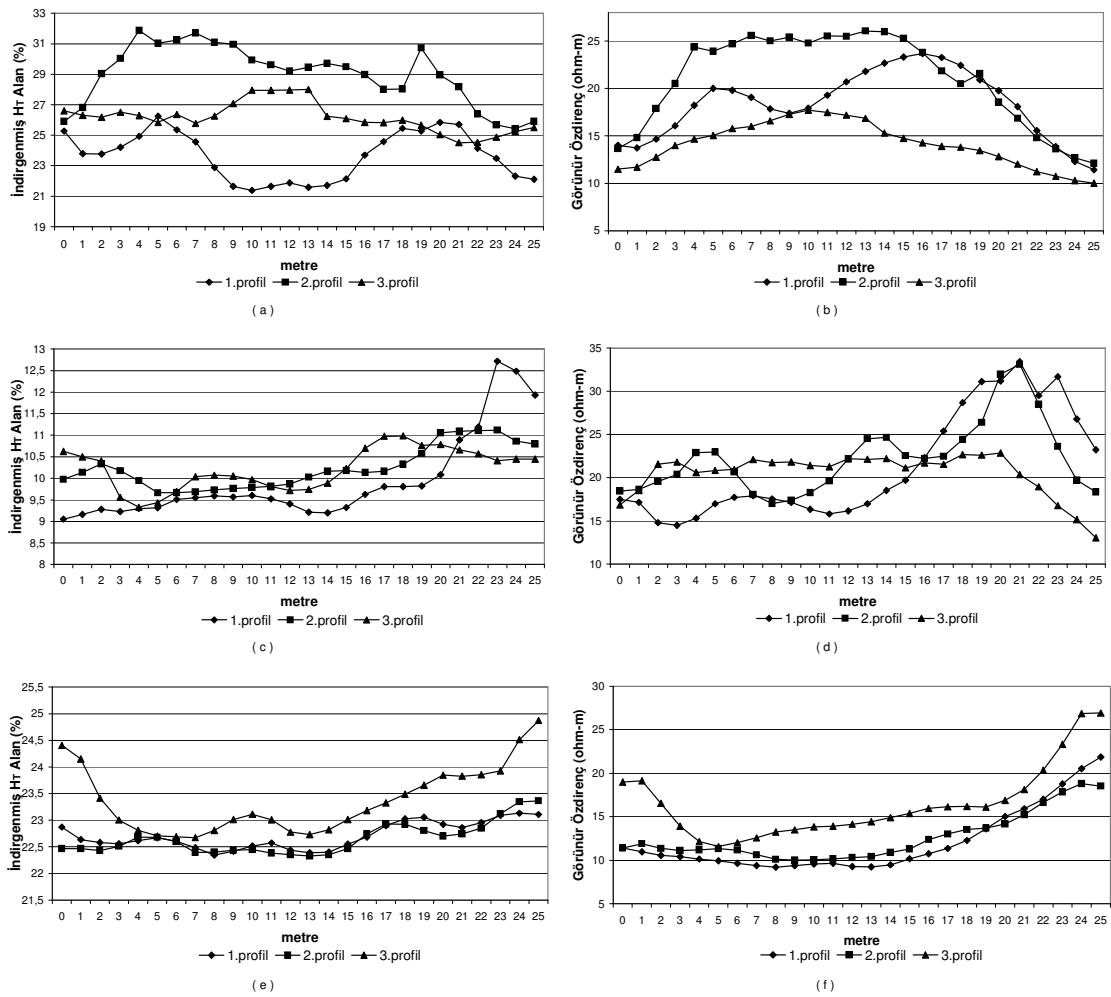 İndirgenmiş HT Alan (%)
33
31
29
27
25
23
21
19
0 1 2 3 4 5 6 7 8 9 10 11 12 13 14 15 16 17 18 19 20 21 22 23 24 25
metre
1.profil 2.profil 3.profil
( a )
Görünür Özdirenç (ohm-m)
25
20
15
10
5
0 1 2 3 4 5 6 7 8 9 10 11 12 13 14 15 16 17 18 19 20 21 22 23 24 25
metre
1.profil 2.profil 3.profil
( b )
İndirgenmiş HT Alan (%)
13
12,5
12
11,5
11
10,5
10
9,5
9
8,5
8
0 1 2 3 4 5 6 7 8 9 10 11 12 13 14 15 16 17 18 19 20 21 22 23 24 25
metre
1.profil 2.profil 3.profil
( c )
Görünür Özdirenç (ohm-m)
35
30
25
20
15
10
0 1 2 3 4 5 6 7 8 9 10 11 12 13 14 15 16 17 18 19 20 21 22 23 24 25
metre
1.profil 2.profil 3.profil
( d )
İndirgenmiş HT Alan (%)
25,5
25
24,5
24
23,5
23
22,5
22
21,5
0 1 2 3 4 5 6 7 8 9 10 11 12 13 14 15 16 17 18 19 20 21 22 23 24 25
metre
1.profil 2.profil 3.profil
( e )
Görünür Özdirenç (ohm-m)
30
25
20
15
10
5
0 1 2 3 4 5 6 7 8 9 10 11 12 13 14 15 16 17 18 19 20 21 22 23 24 25
metre
1.profil 2.profil 3.profil
( f )